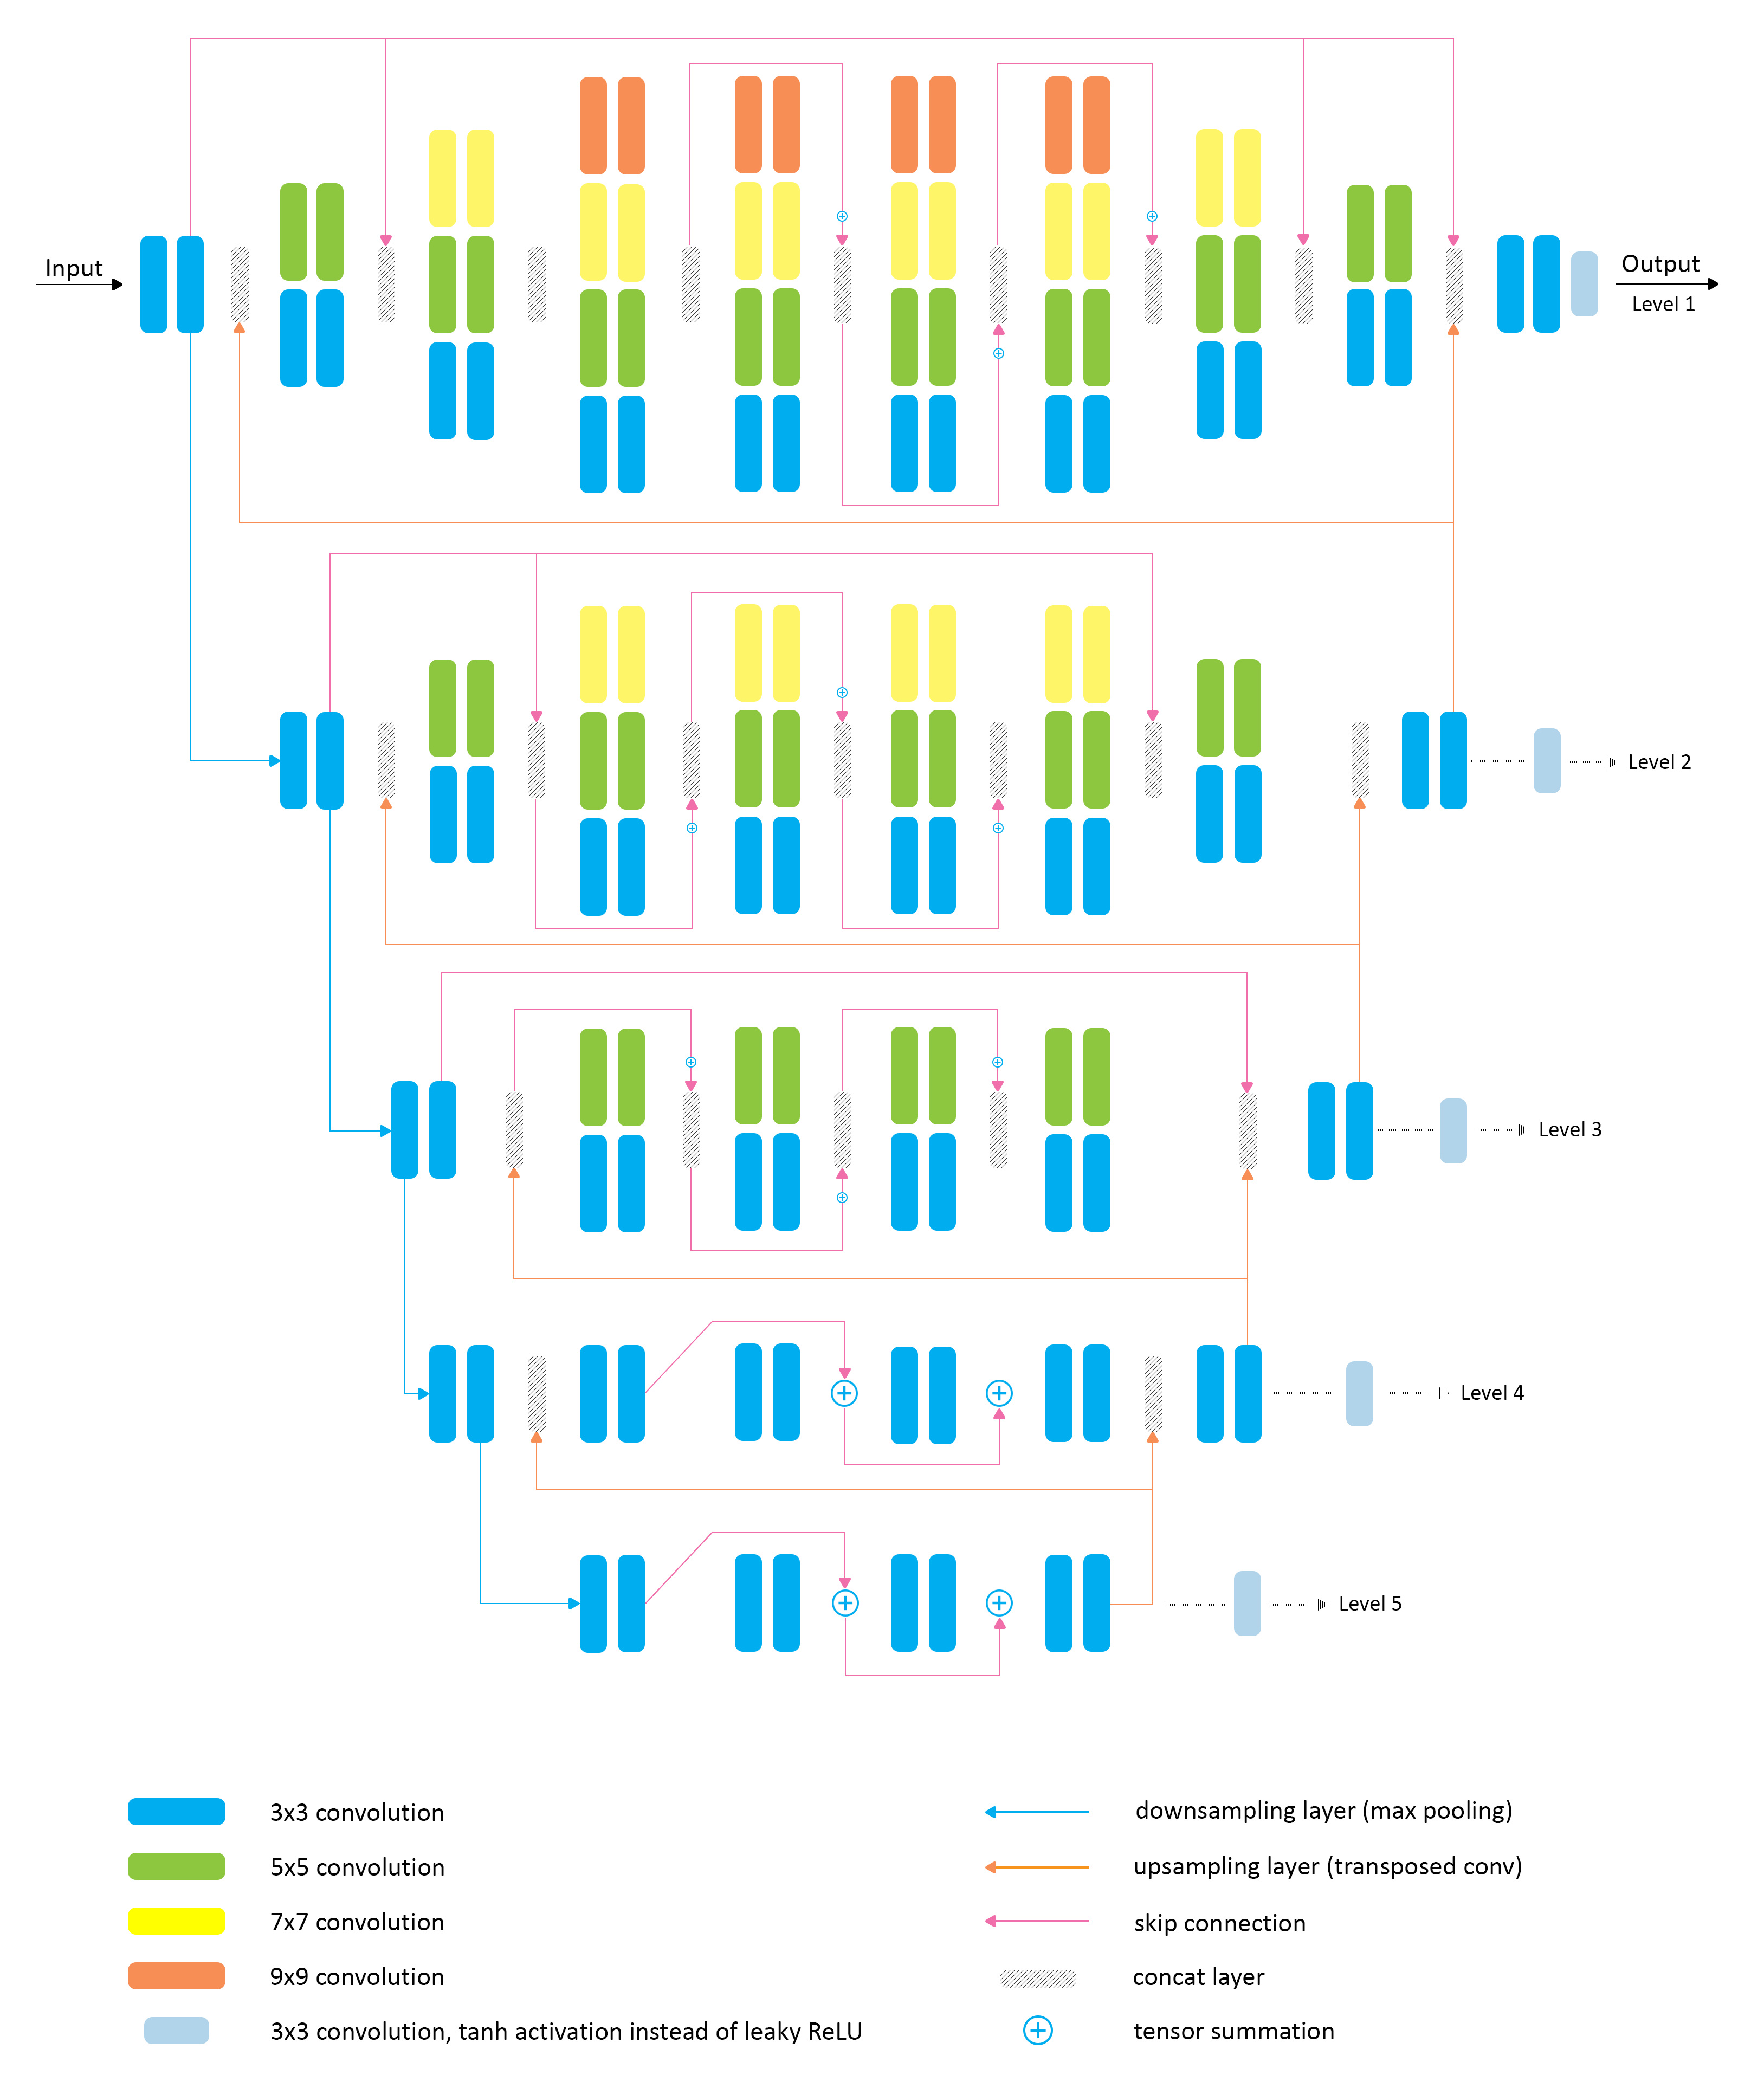 Input
Output
Level 1
Level 2
Level 3
Level 4
Level 5
3x3 convolution
5x5 convolution
7x7 convolution
9x9 convolution
3x3 convolution, tanh activation instead of leaky ReLU
downsampling layer (max pooling)
upsampling layer (transposed conv)
skip connection
concat layer
tensor summation